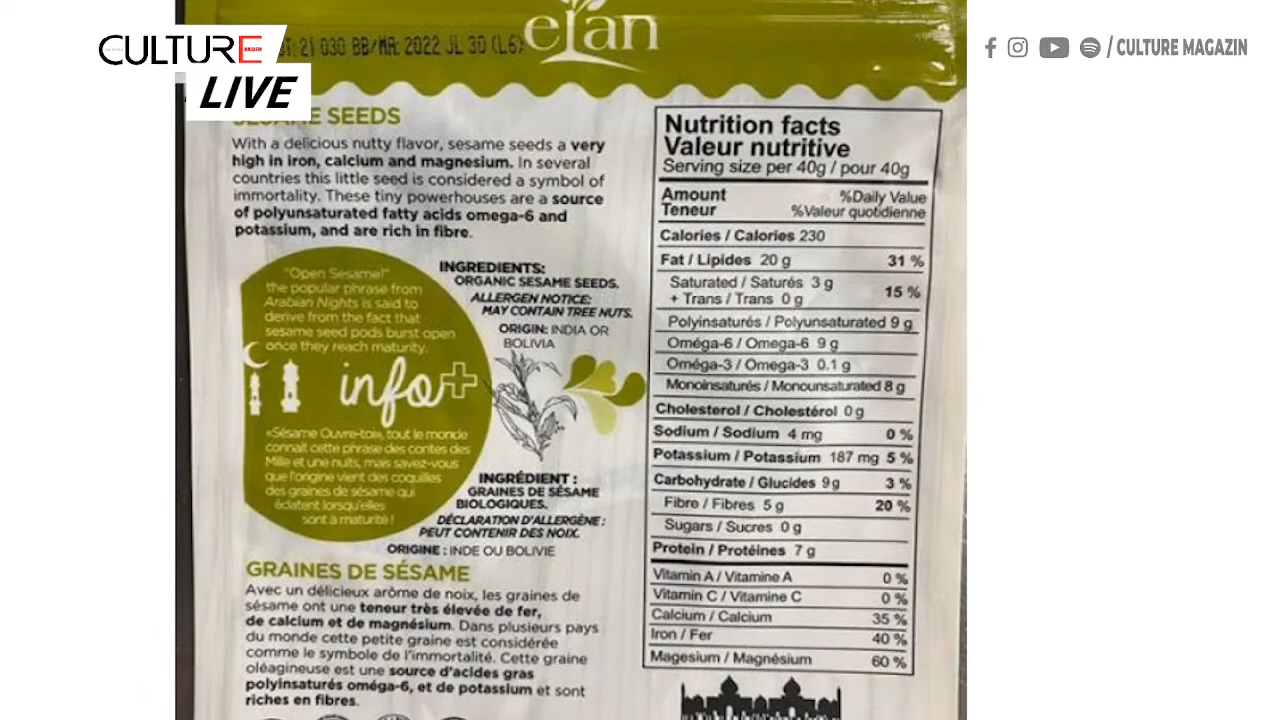 CULTURE
MAGAZIN
LIVE
/ CULTURE MAGAZIN
21 030 BB/MA: 2022 JL 30 (L6)
elan
SESAME SEEDS
With a delicious nutty flavor, sesame seeds a very
high in iron, calcium and magnesium. In several
countries this little seed is considered a symbol of
immortality. These tiny powerhouses are a source
of polyunsaturated fatty acids omega-6 and
potassium, and are rich in fibre.
"Open Sesame!"
the popular phrase from
Arabian Nights is said to
derive from the fact that
sesame seed pods burst open
once they reach maturity.
info+
«Sésame Ouvre-toi», tout le monde
connait cette phrase des contes des
Mille et une nuits, mais savez-vous
que l'origine vient des coquilles
des graines de sésame qui
éclatent lorsqu'elles
sont à maturité !
INGREDIENTS:
ORGANIC SESAME SEEDS.
ALLERGEN NOTICE:
MAY CONTAIN TREE NUTS.
ORIGIN: INDIA OR
BOLIVIA
INGRÉDIENT :
GRAINES DE SÉSAME
BIOLOGIQUES.
DÉCLARATION D'ALLERGÈNE :
PEUT CONTENIR DES NOIX.
ORIGINE : INDE OU BOLIVIE
GRAINES DE SÉSAME
Avec un délicieux arôme de noix, les graines de
sésame ont une teneur très élevée de fer,
de calcium et de magnésium. Dans plusieurs pays
du monde cette petite graine est considérée
comme le symbole de l'immortalité. Cette graine
oléagineuse est une source d'acides gras
polyinsaturés oméga-6, et de potassium et sont
riches en fibres.
Nutrition facts
Valeur nutritive
Serving size per 40g / pour 40g
Amount %Daily Value
Teneur %Valeur quotidienne
Calories / Calories 230
Fat / Lipides 20 g 31 %
Saturated / Saturés 3 g
+ Trans / Trans 0 g 15 %
Polyinsaturés / Polyunsaturated 9 g
Oméga-6 / Omega-6 9 g
Oméga-3 / Omega-3 0.1 g
Monoinsaturés / Monounsaturated 8 g
Cholesterol / Cholestérol 0 g
Sodium / Sodium 4 mg 0 %
Potassium / Potassium 187 mg 5 %
Carbohydrate / Glucides 9 g 3 %
Fibre / Fibres 5 g 20 %
Sugars / Sucres 0 g
Protein / Protéines 7 g
Vitamin A / Vitamine A 0 %
Vitamin C / Vitamine C 0 %
Calcium / Calcium 35 %
Iron / Fer 40 %
Magesium / Magnésium 60 %